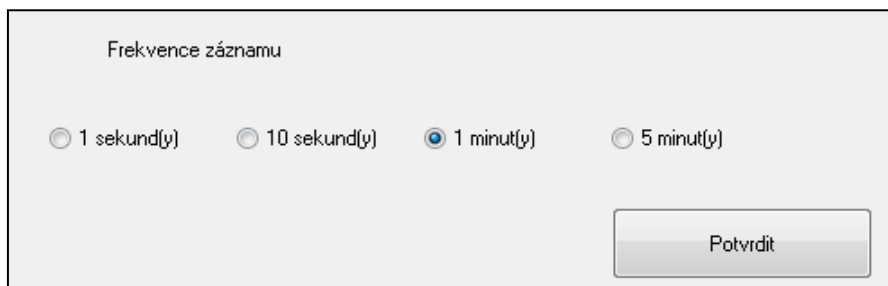 Frekvence záznamu
1 sekund(y) 10 sekund(y) 1 minut(y) 5 minut(y)
Potvrdit